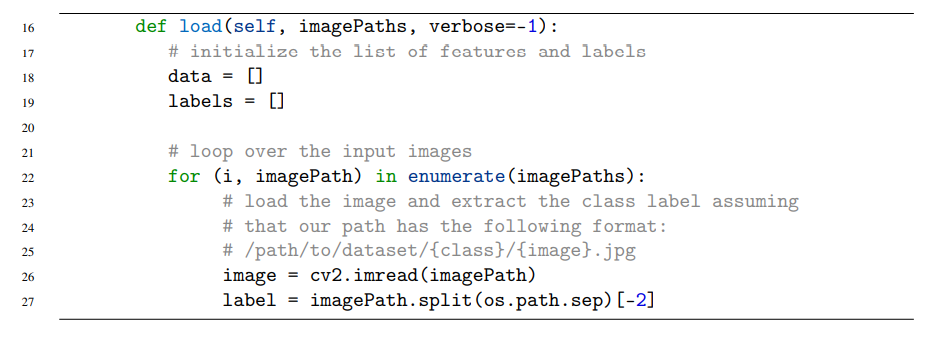 16 def load(self, imagePaths, verbose=-1):
17 # initialize the list of features and labels
18 data = []
19 labels = []
20
21 # loop over the input images
22 for (i, imagePath) in enumerate(imagePaths):
23 # load the image and extract the class label assuming
24 # that our path has the following format:
25 # /path/to/dataset/{class}/{image}.jpg
26 image = cv2.imread(imagePath)
27 label = imagePath.split(os.path.sep)[-2]